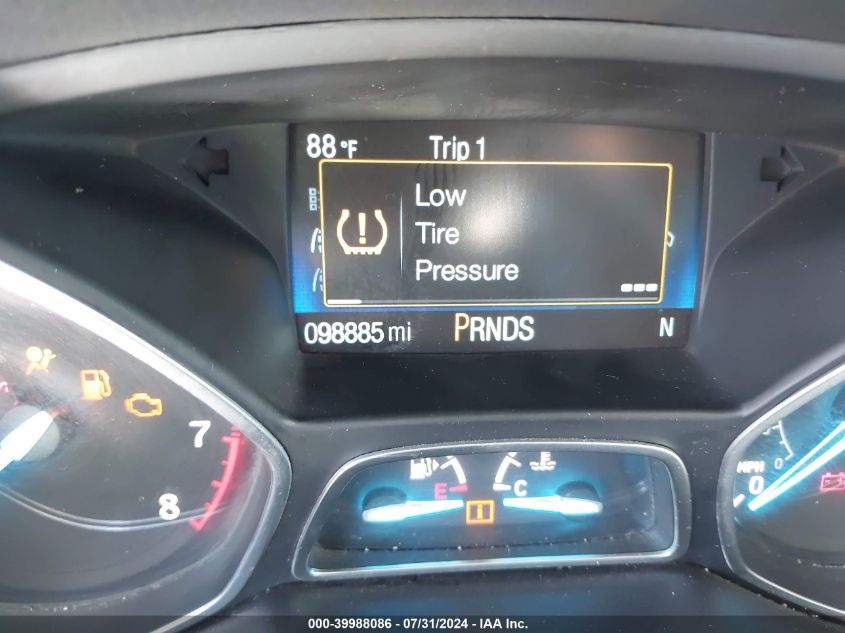 88 °F Trip 1
Low
Tire
Pressure
098885 mi PRNDS N
7
8
E C
MPH 0
0
000-39988086 / 07/31/2024 - IAA Inc.